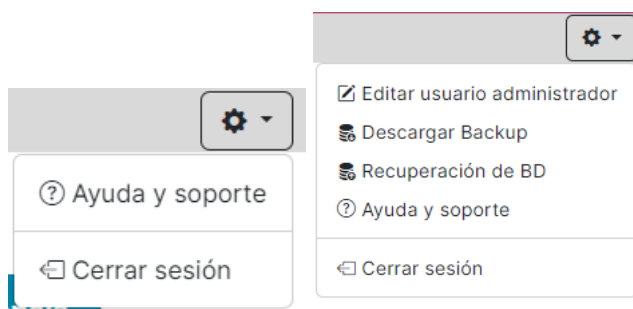 Ayuda y soporte
Cerrar sesión
Editar usuario administrador
Descargar Backup
Recuperación de BD
Ayuda y soporte
Cerrar sesión